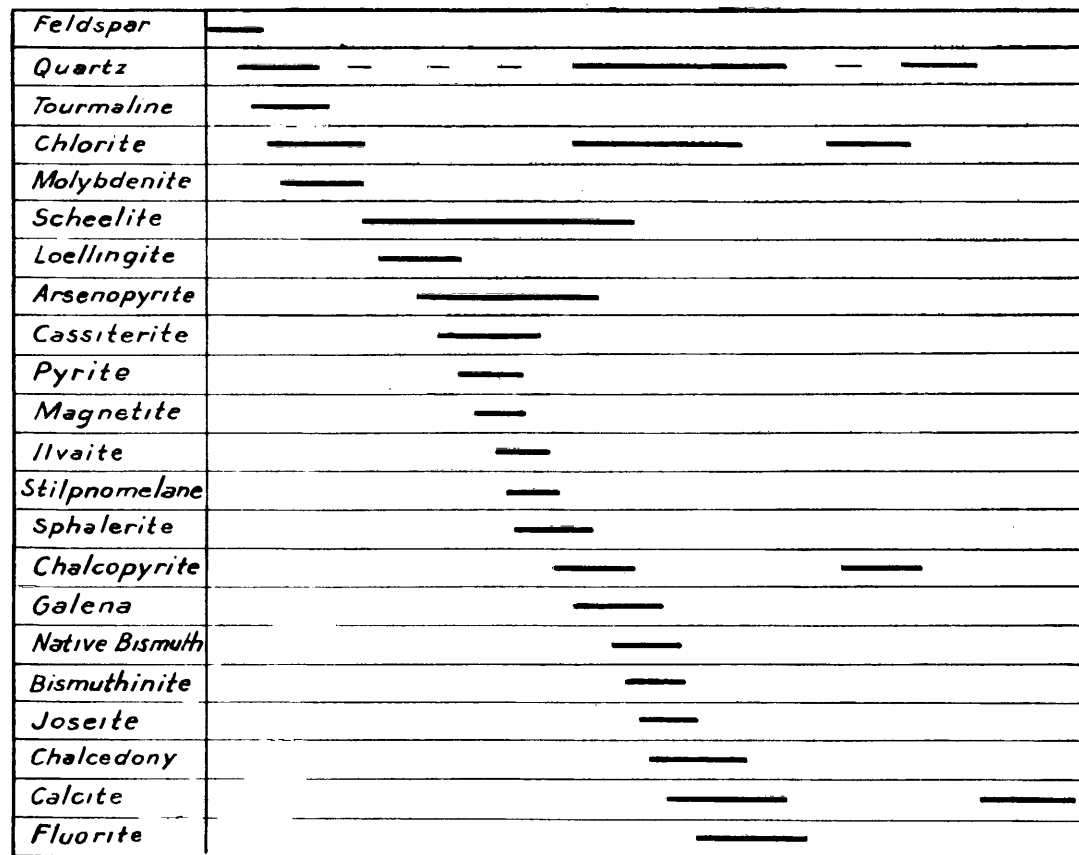 Feldspar
Quartz
Tourmaline
Chlorite
Molybdenite
Scheelite
Loellingite
Arsenopyrite
Cassiterite
Pyrite
Magnetite
Ilvaite
Stilpnomelane
Sphalerite
Chalcopyrite
Galena
Native Bismuth
Bismuthinite
Joseite
Chalcedony
Calcite
Fluorite